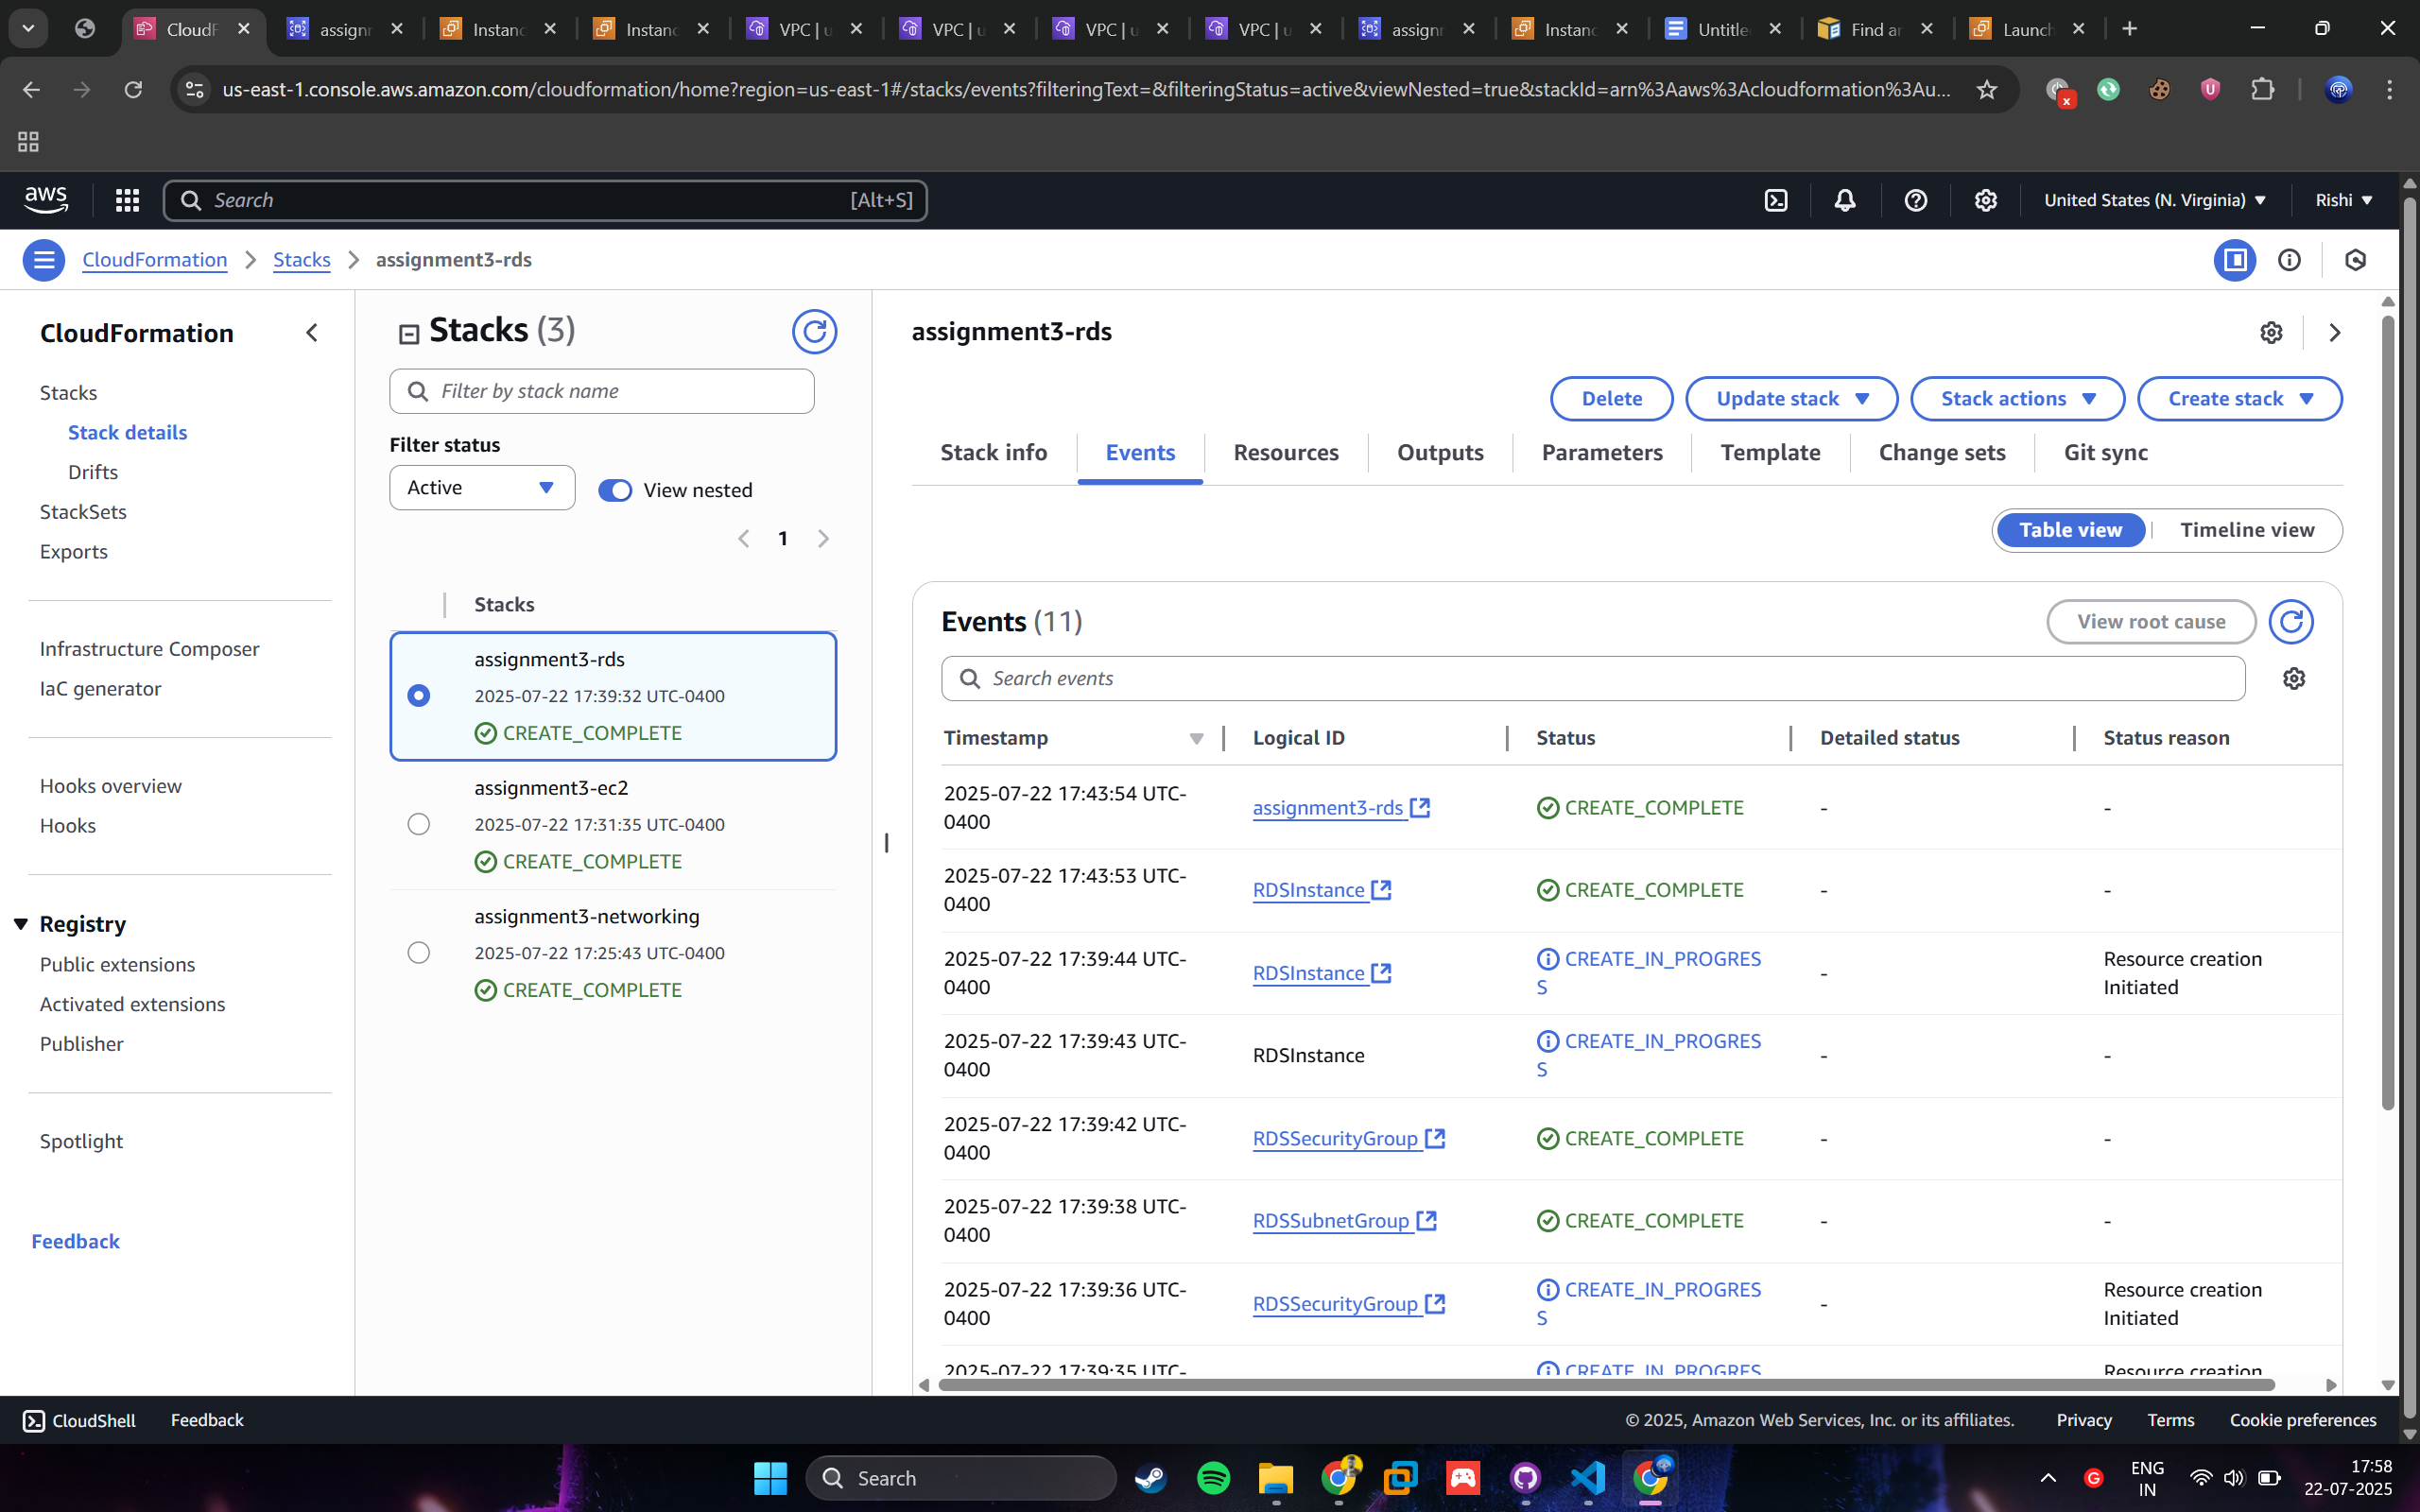 CloudF
assignr
Instanc
Instanc
VPC | u
VPC | u
VPC | u
VPC | u
assignr
Instanc
Untitle
Find ar
Launch
us-east-1.console.aws.amazon.com/cloudformation/home?region=us-east-1#/stacks/events?filteringText=&filteringStatus=active&viewNested=true&stackId=arn%3Aaws%3Acloudformation%3Au...
aws
Search
[Alt+S]
United States (N. Virginia)
Rishi
CloudFormation
Stacks
assignment3-rds
CloudFormation
Stacks
Stack details
Drifts
StackSets
Exports
Infrastructure Composer
IaC generator
Hooks overview
Hooks
Registry
Public extensions
Activated extensions
Publisher
Spotlight
Feedback
Stacks (3)
Filter by stack name
Filter status
Active
View nested
1
Stacks
assignment3-rds
2025-07-22 17:39:32 UTC-0400
CREATE_COMPLETE
assignment3-ec2
2025-07-22 17:31:35 UTC-0400
CREATE_COMPLETE
assignment3-networking
2025-07-22 17:25:43 UTC-0400
CREATE_COMPLETE
assignment3-rds
Delete
Update stack
Stack actions
Create stack
Stack info
Events
Resources
Outputs
Parameters
Template
Change sets
Git sync
Table view
Timeline view
Events (11)
View root cause
Search events
Timestamp
Logical ID
Status
Detailed status
Status reason
2025-07-22 17:43:54 UTC-
0400
assignment3-rds
CREATE_COMPLETE
-
-
2025-07-22 17:43:53 UTC-
0400
RDSInstance
CREATE_COMPLETE
-
-
2025-07-22 17:39:44 UTC-
0400
RDSInstance
CREATE_IN_PROGRES
S
-
Resource creation
Initiated
2025-07-22 17:39:43 UTC-
0400
RDSInstance
CREATE_IN_PROGRES
S
-
-
2025-07-22 17:39:42 UTC-
0400
RDSSecurityGroup
CREATE_COMPLETE
-
-
2025-07-22 17:39:38 UTC-
0400
RDSSubnetGroup
CREATE_COMPLETE
-
-
2025-07-22 17:39:36 UTC-
0400
RDSSecurityGroup
CREATE_IN_PROGRES
S
-
Resource creation
Initiated
2025-07-22 17:39:35 UTC-
CREATE_IN_PROGRES
Resource creation
CloudShell
Feedback
© 2025, Amazon Web Services, Inc. or its affiliates.
Privacy
Terms
Cookie preferences
Search
ENG
IN
17:58
22-07-2025